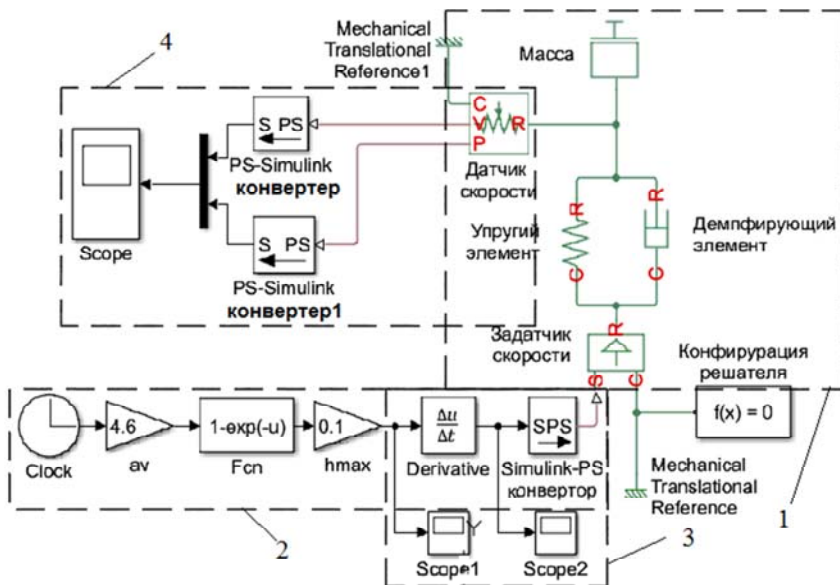 4
Mechanical
Translational
Reference1
Масса
S PS
PS-Simulink
конвертер
C
V R
P
Датчик
скорости
Scope
S PS
PS-Simulink
конвертер1
R
R
Упругий
элемент
Демпфирующий
злемент
C
C
Задатчик
скорости
R
S
C
Конфирурация
решателя
f(x) = 0
Clock
4.6
av
1-exp(-u)
Fcn
0.1
hmax
Δu
Δt
Derivative
SPS
Simulink-PS
конвертор
Mechanical
Translational
Reference
1
2
Scope1
Scope2
3